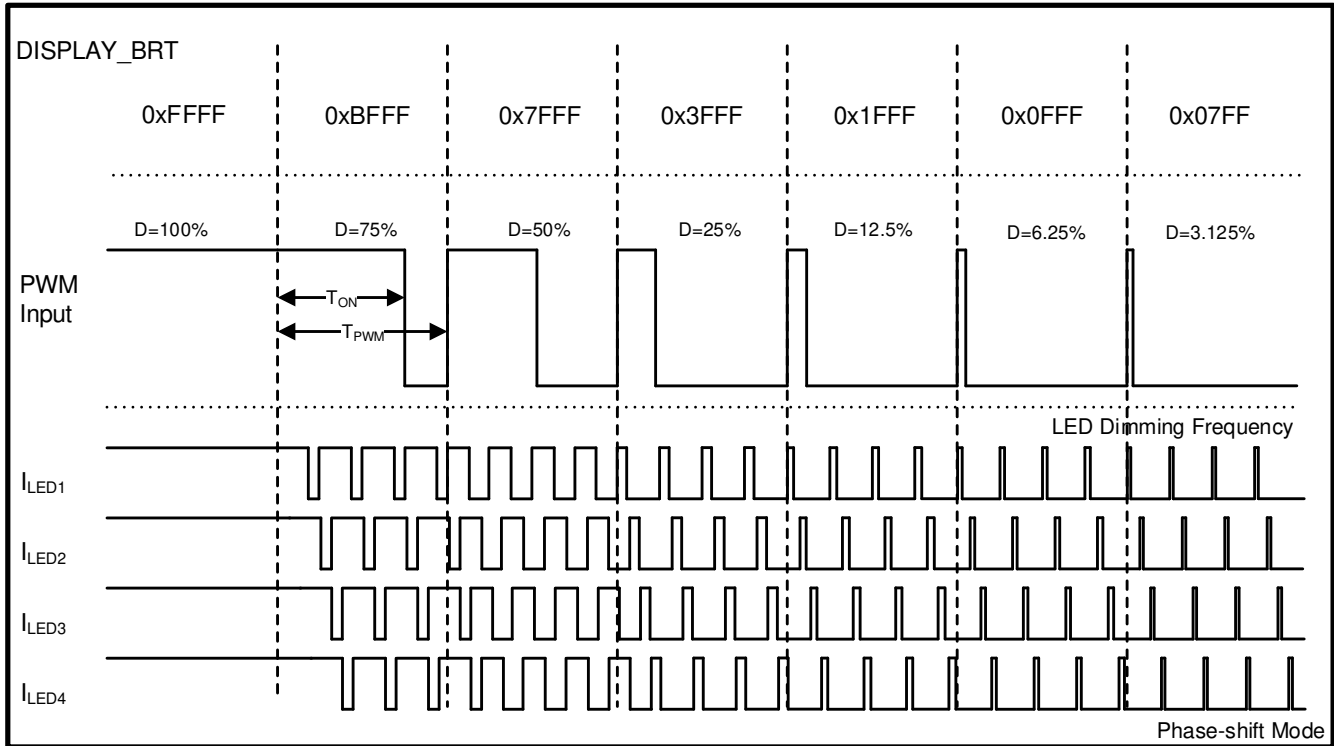 DISPLAY_BRT
0xFFFF 0xBFFF 0x7FFF 0x3FFF 0x1FFF 0x0FFF 0x07FF
D=100% D=75% D=50% D=25% D=12.5% D=6.25% D=3.125%
PWM
Input
TON
TPWM
LED Dimming Frequency
ILED1
ILED2
ILED3
ILED4
Phase-shift Mode